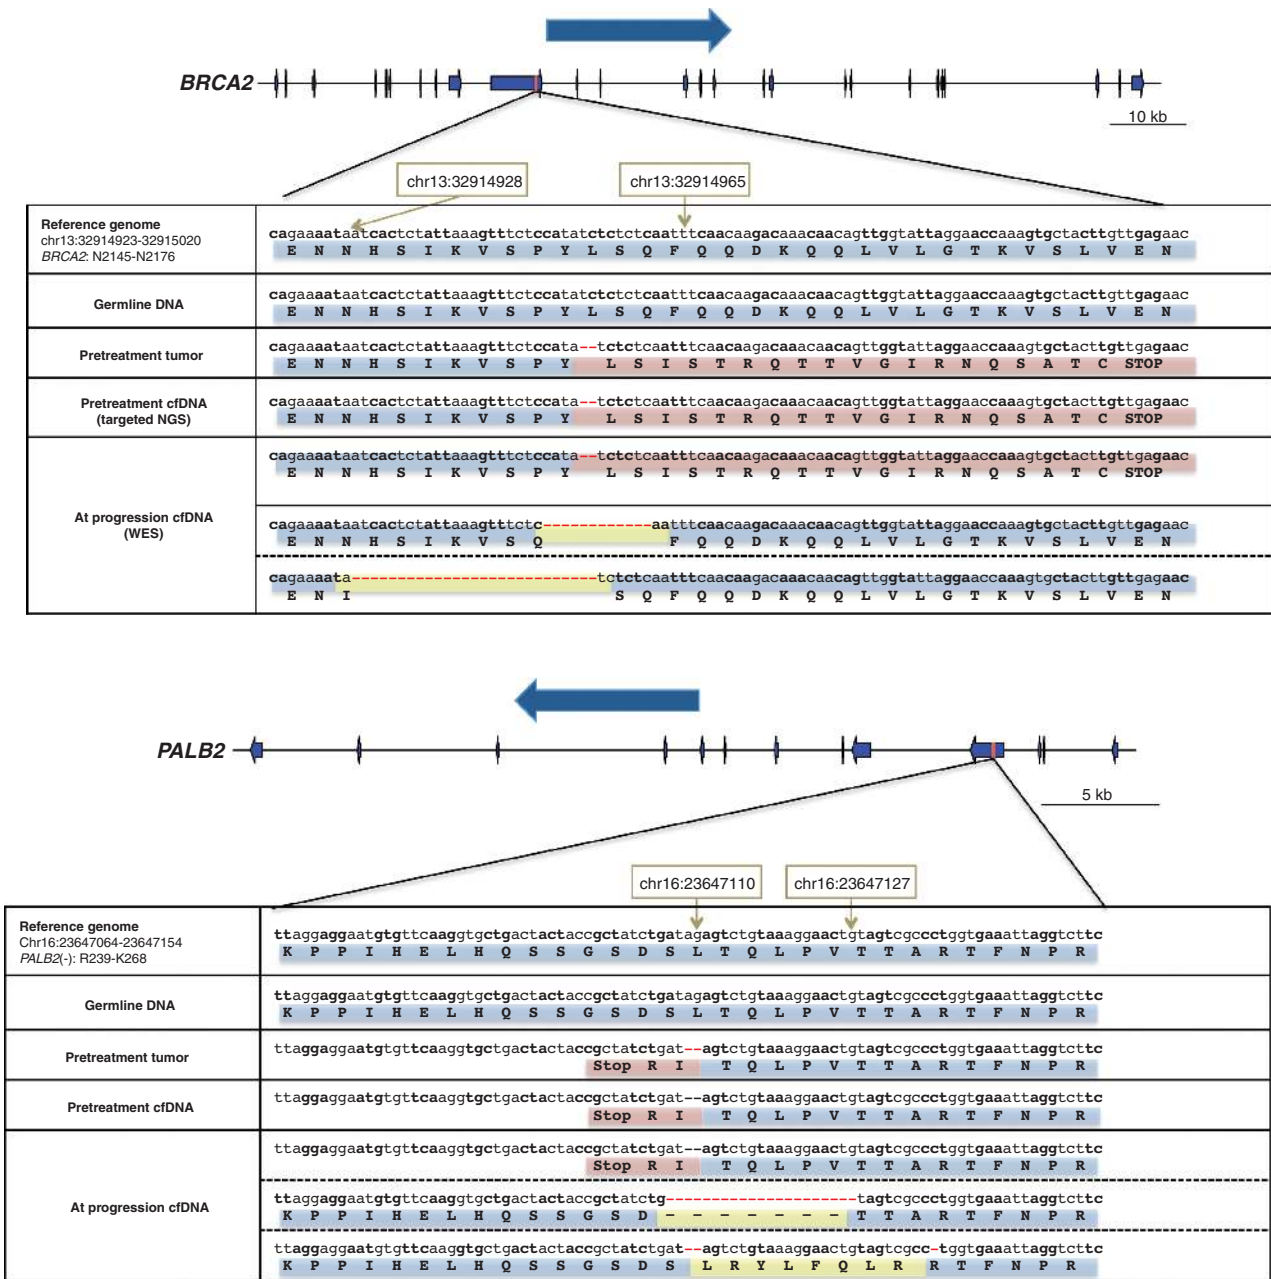 BRCA2
10 kb
chr13:32914928
chr13:32914965
Reference genome
chr13:32914923-32915020
BRCA2: N2145-N2176
cagaaaataatcactctattaaagtttctccatatctctctcaatttcaacaagacaaacaacagttggtattaggaaccaaagtgctacttgttgagaac
E N N H S I K V S P Y L S Q F Q Q D K Q Q L V L G T K V S L V E N
Germline DNA
cagaaaataatcactctattaaagtttctccatatctctctcaatttcaacaagacaaacaacagttggtattaggaaccaaagtgctacttgttgagaac
E N N H S I K V S P Y L S Q F Q Q D K Q Q L V L G T K V S L V E N
Pretreatment tumor
cagaaaataatcactctattaaagtttctccata--tctctcaatttcaacaagacaaacaacagttggtattaggaaccaaagtgctacttgttgagaac
E N N H S I K V S P Y L S I S T R Q T T V G I R N Q S A T C STOP
Pretreatment cfDNA
(targeted NGS)
cagaaaataatcactctattaaagtttctccata--tctctcaatttcaacaagacaaacaacagttggtattaggaaccaaagtgctacttgttgagaac
E N N H S I K V S P Y L S I S T R Q T T V G I R N Q S A T C STOP
At progression cfDNA
(WES)
cagaaaataatcactctattaaagtttctccata--tctctcaatttcaacaagacaaacaacagttggtattaggaaccaaagtgctacttgttgagaac
E N N H S I K V S P Y L S I S T R Q T T V G I R N Q S A T C STOP
cagaaaataatcactctattaaagtttctc------------aatttcaacaagacaaacaacagttggtattaggaaccaaagtgctacttgttgagaac
E N N H S I K V S Q F Q Q D K Q Q L V L G T K V S L V E N
cagaaaata---------------------------tctctcaatttcaacaagacaaacaacagttggtattaggaaccaaagtgctacttgttgagaac
E N I S Q F Q Q D K Q Q L V L G T K V S L V E N
PALB2
5 kb
chr16:23647110
chr16:23647127
Reference genome
Chr16:23647064-23647154
PALB2(-): R239-K268
ttaggaggaatgtgttcaaggtgctgactactaccgctatctgatagagtctgtaaaggaactgtagtcgccctggtgaaattaggtcttc
K P P I H E L H Q S S G S D S L T Q L P V T T A R T F N P R
Germline DNA
ttaggaggaatgtgttcaaggtgctgactactaccgctatctgatagagtctgtaaaggaactgtagtcgccctggtgaaattaggtcttc
K P P I H E L H Q S S G S D S L T Q L P V T T A R T F N P R
Pretreatment tumor
ttaggaggaatgtgttcaaggtgctgactactaccgctatctgat--agtctgtaaaggaactgtagtcgccctggtgaaattaggtcttc
Stop R I T Q L P V T T A R T F N P R
Pretreatment cfDNA
ttaggaggaatgtgttcaaggtgctgactactaccgctatctgat--agtctgtaaaggaactgtagtcgccctggtgaaattaggtcttc
Stop R I T Q L P V T T A R T F N P R
At progression cfDNA
ttaggaggaatgtgttcaaggtgctgactactaccgctatctgat--agtctgtaaaggaactgtagtcgccctggtgaaattaggtcttc
Stop R I T Q L P V T T A R T F N P R
ttaggaggaatgtgttcaaggtgctgactactaccgctatctg---------------------tagtcgccctggtgaaattaggtcttc
K P P I H E L H Q S S G S D - - - - - - - T T A R T F N P R
ttaggaggaatgtgttcaaggtgctgactactaccgctatctgat--agtctgtaaaggaactgtagtcgcc-tggtgaaattaggtcttc
K P P I H E L H Q S S G S D S L R Y L F Q L R R T F N P R